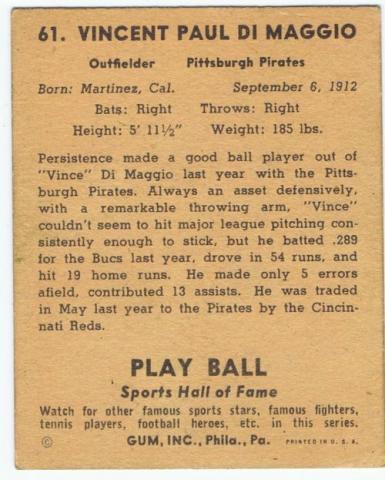 61. VINCENT PAUL DI MAGGIO
Outfielder Pittsburgh Pirates
Born: Martinez, Cal. September 6, 1912
Bats: Right Throws: Right
Height: 5' 11½" Weight: 185 lbs.
Persistence made a good ball player out of
"Vince" Di Maggio last year with the Pitts-
burgh Pirates. Always an asset defensively,
with a remarkable throwing arm, "Vince"
couldn't seem to hit major league pitching con-
sistently enough to stick, but he batted .289
for the Bucs last year, drove in 54 runs, and
hit 19 home runs. He made only 5 errors
afield, contributed 13 assists. He was traded
in May last year to the Pirates by the Cincin-
nati Reds.
PLAY BALL
Sports Hall of Fame
Watch for other famous sports stars, famous fighters,
tennis players, football heroes, etc. in this series.
© GUM, INC., Phila., Pa. PRINTED IN U. S. A.